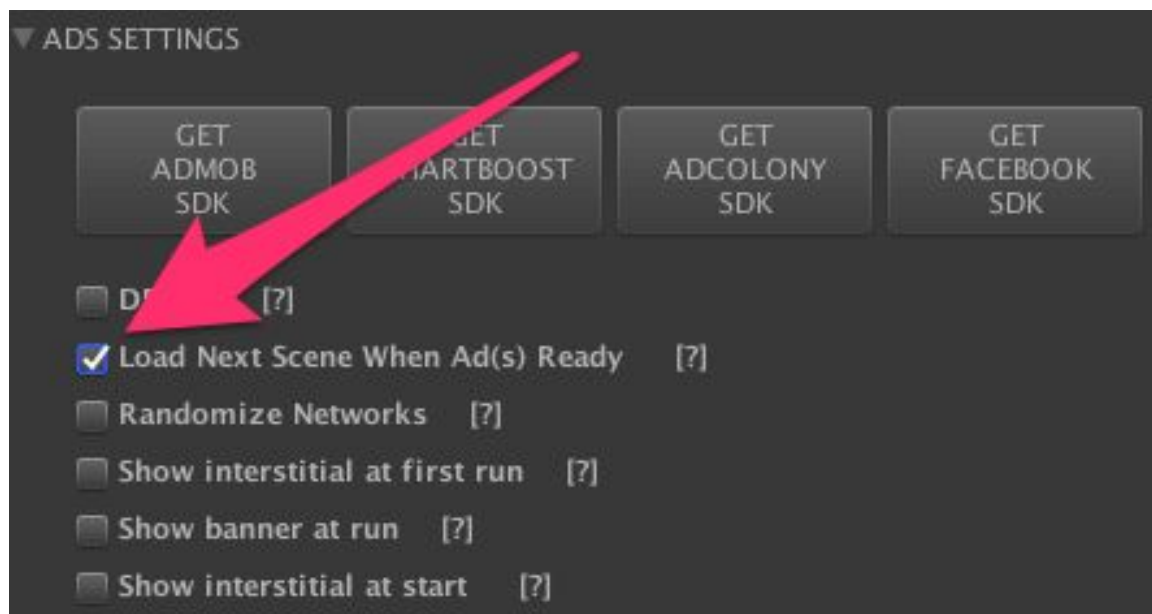 ADS SETTINGS
GET
ADMOB
SDK
GET
SDK
GET
ADCOLONY
SDK
GET
FACEBOOK
SDK
[?]
Load Next Scene When Ad(s) Ready [?]
Randomize Networks [?]
Show interstitial at first run [?]
Show banner at run [?]
Show interstitial at start [?]